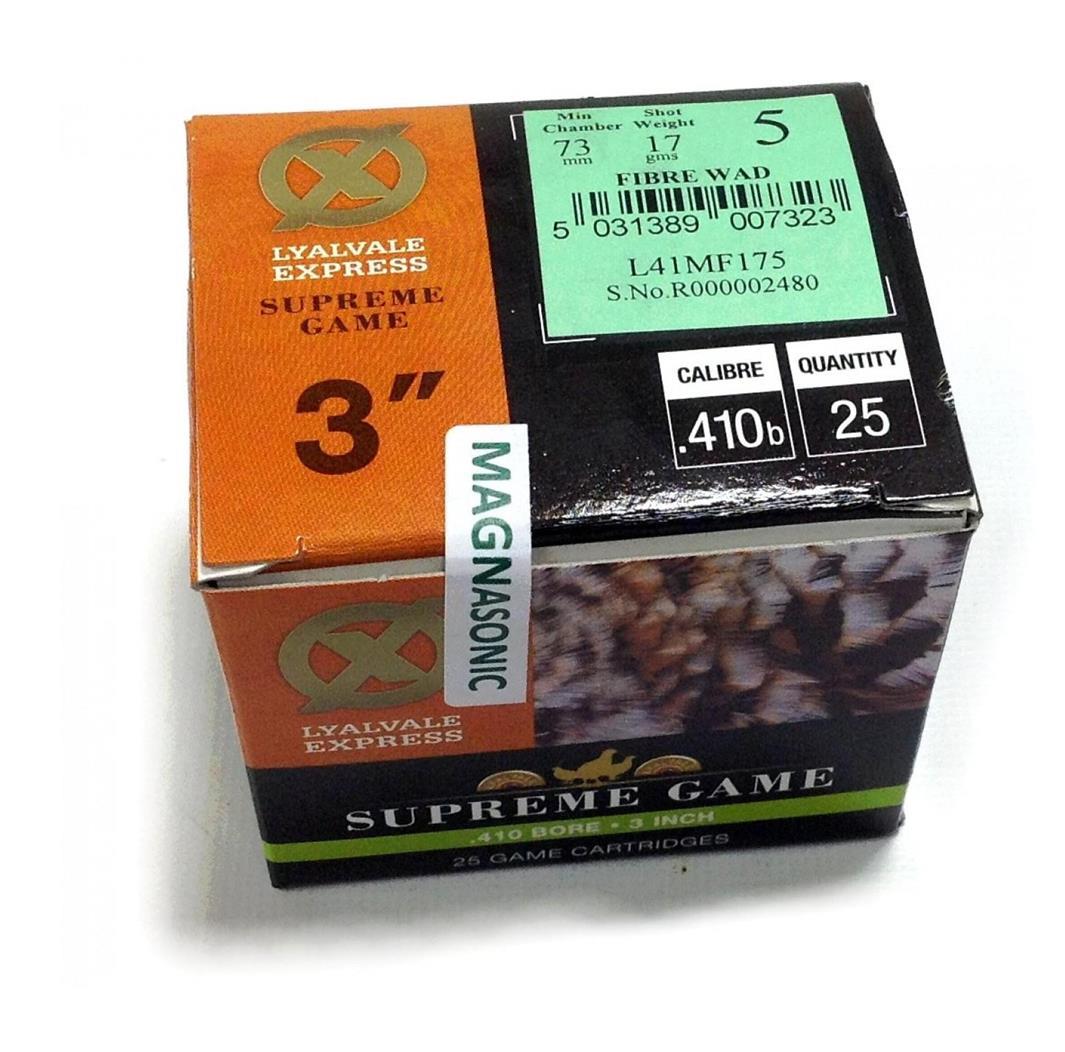 LYALVALE
EXPRESS
SUPREME
GAME
3"
Min
Chamber
73
mm
Shot
Weight
17
gms
5
FIBRE WAD
5 031389 007323
L41MF175
S.No.R000002480
CALIBRE
.410b
QUANTITY
25
MAGNASONIC
LYALVALE
EXPRESS
SUPREME GAME
.410 BORE • 3 INCH
25 GAME CARTRIDGES